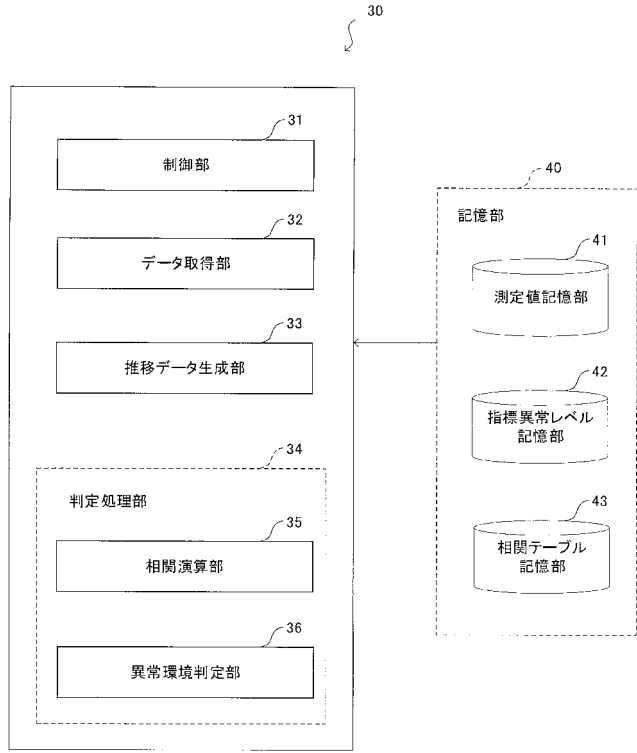 30
31
制御部
32
データ取得部
33
推移データ生成部
34
判定処理部
35
相関演算部
36
異常環境判定部
40
記憶部
41
測定値記憶部
42
指標異常レベル
記憶部
43
相関テーブル
記憶部